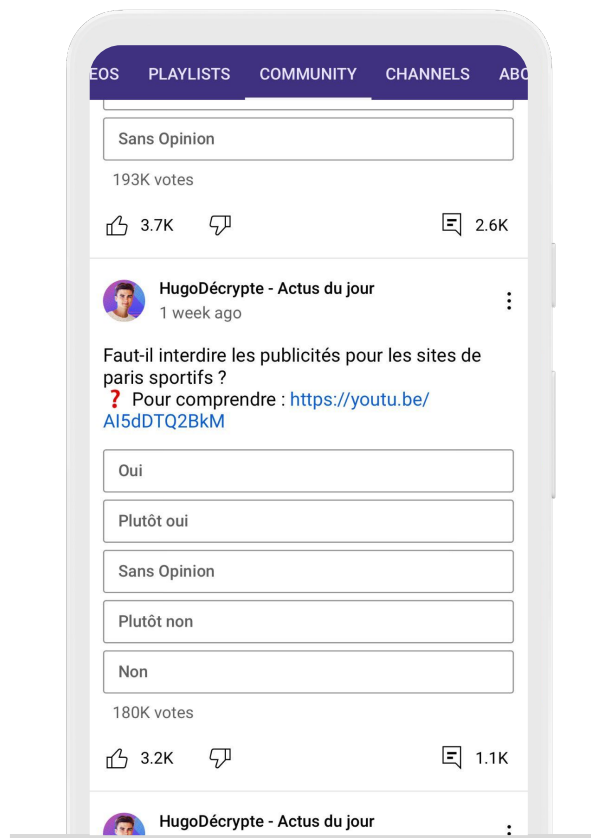 EOS PLAYLISTS COMMUNITY CHANNELS ABO
Sans Opinion
193K votes
3.7K 2.6K
HugoDécrypte - Actus du jour
1 week ago
Faut-il interdire les publicités pour les sites de
paris sportifs ?
❓ Pour comprendre : https://youtu.be/
AI5dDTQ2BkM
Oui
Plutôt oui
Sans Opinion
Plutôt non
Non
180K votes
3.2K 1.1K
HugoDécrypte - Actus du jour